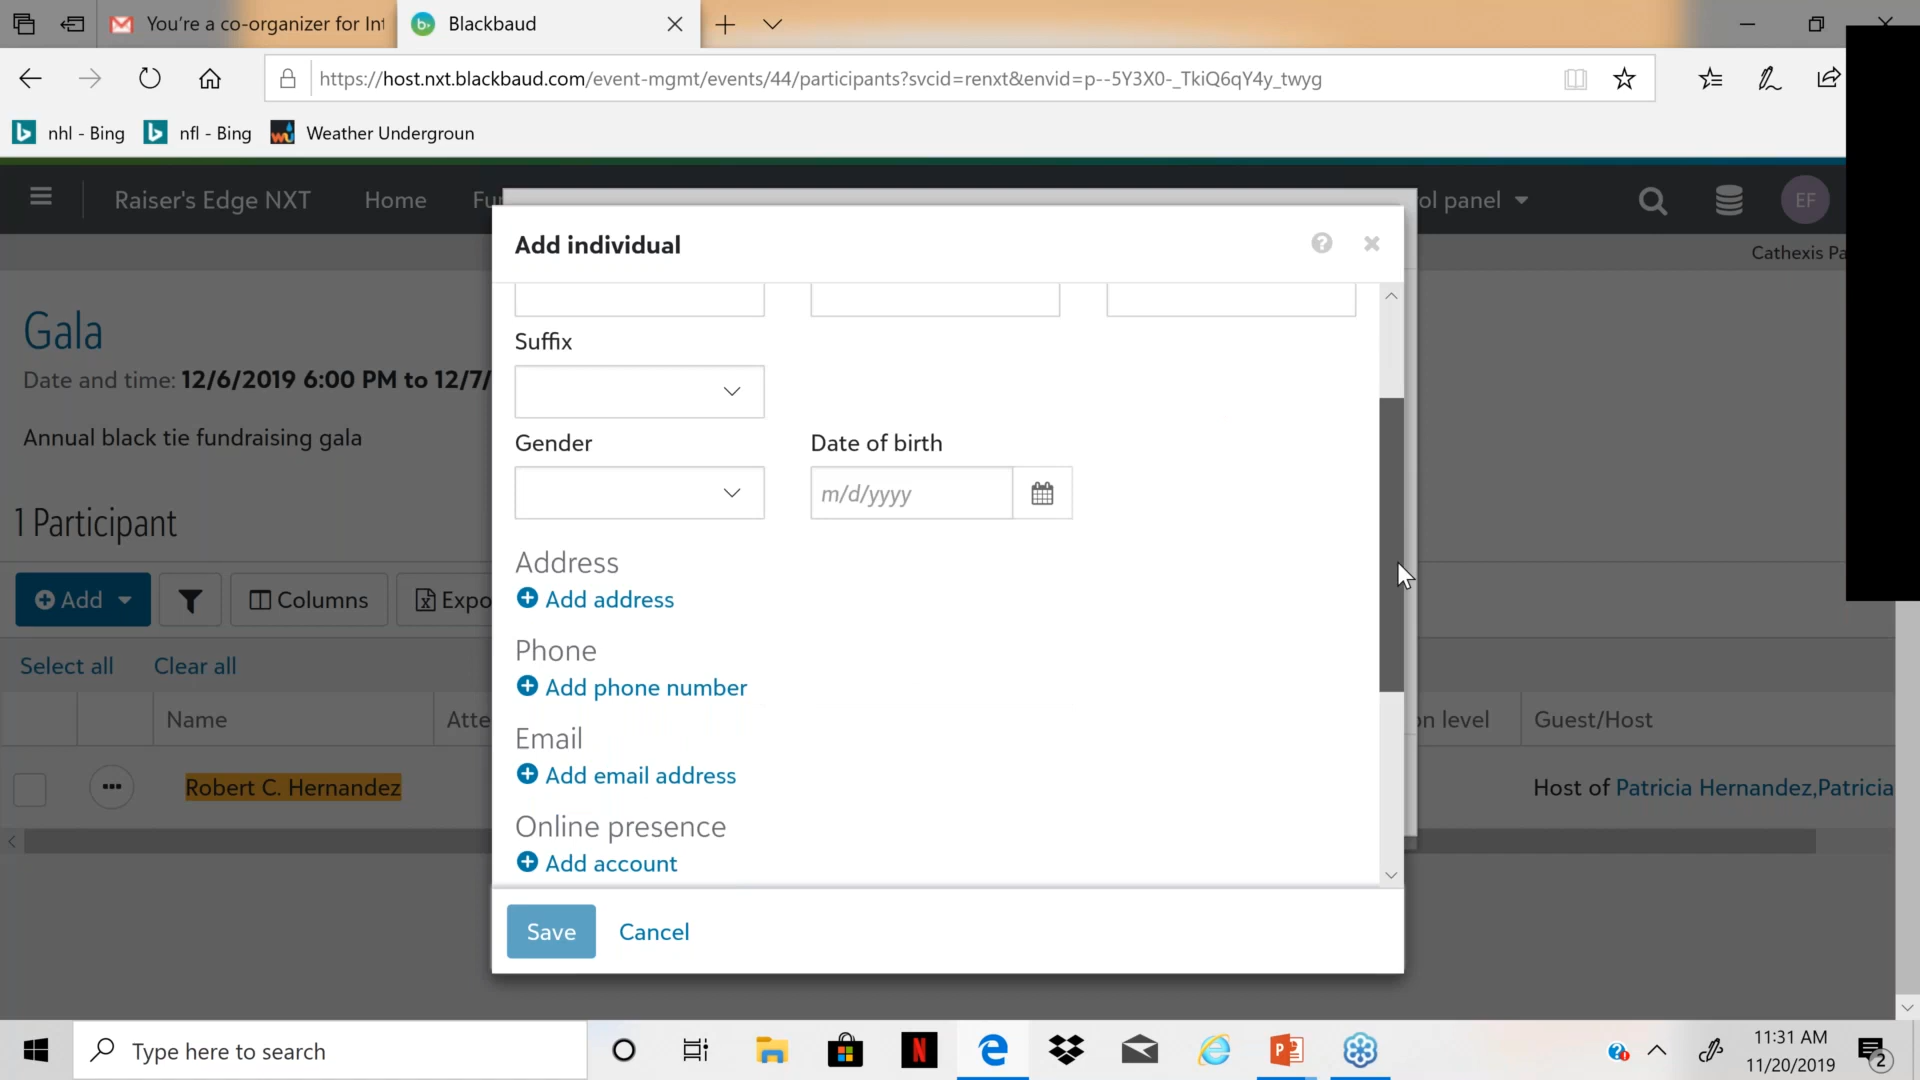 You're a co-organizer for Int
Blackbaud
https://host.nxt.blackbaud.com/event-mgmt/events/44/participants?svcid=renxt&envid=p--5Y3X0-_TkiQ6qY4y_twyg
nhl - Bing
nfl - Bing
Weather Undergroun
Raiser's Edge NXT
Home
Fu
ol panel
EF
Cathexis Pa
Add individual
Gala
Date and time: 12/6/2019 6:00 PM to 12/7/
Annual black tie fundraising gala
Suffix
Gender
Date of birth
m/d/yyyy
1 Participant
Address
Add address
Add
Columns
Expo
Phone
Add phone number
Select all
Clear all
Name
Atte
on level
Guest/Host
Email
Add email address
Robert C. Hernandez
Host of Patricia Hernandez,Patricia
Online presence
Add account
Save
Cancel
Type here to search
11:31 AM
11/20/2019
2